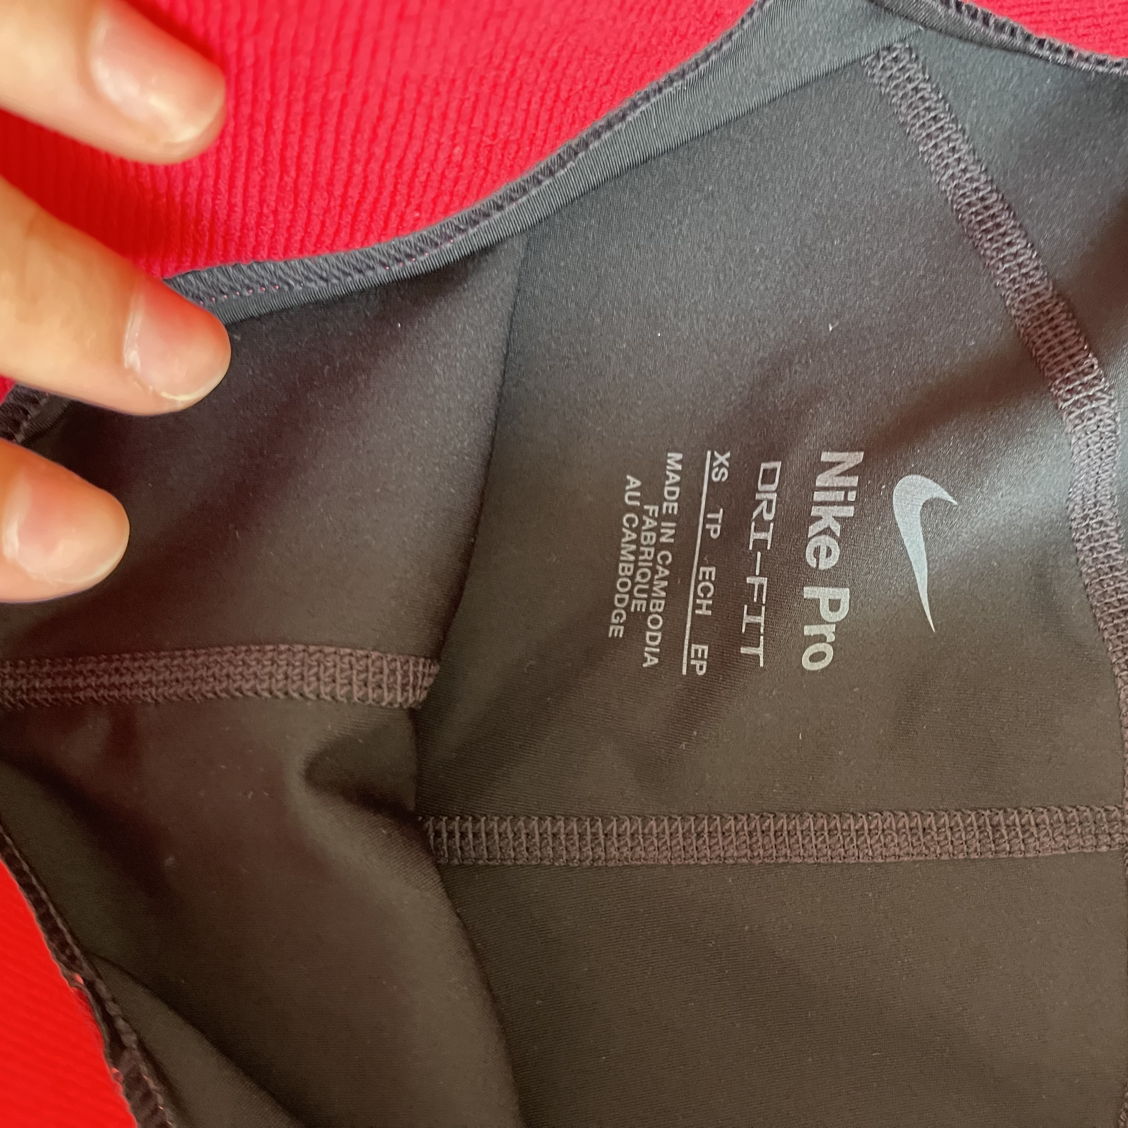 Nike Pro
DRI-FIT
XS TP ECH EP
MADE IN CAMBODIA
FABRIQUE
AU CAMBODGE